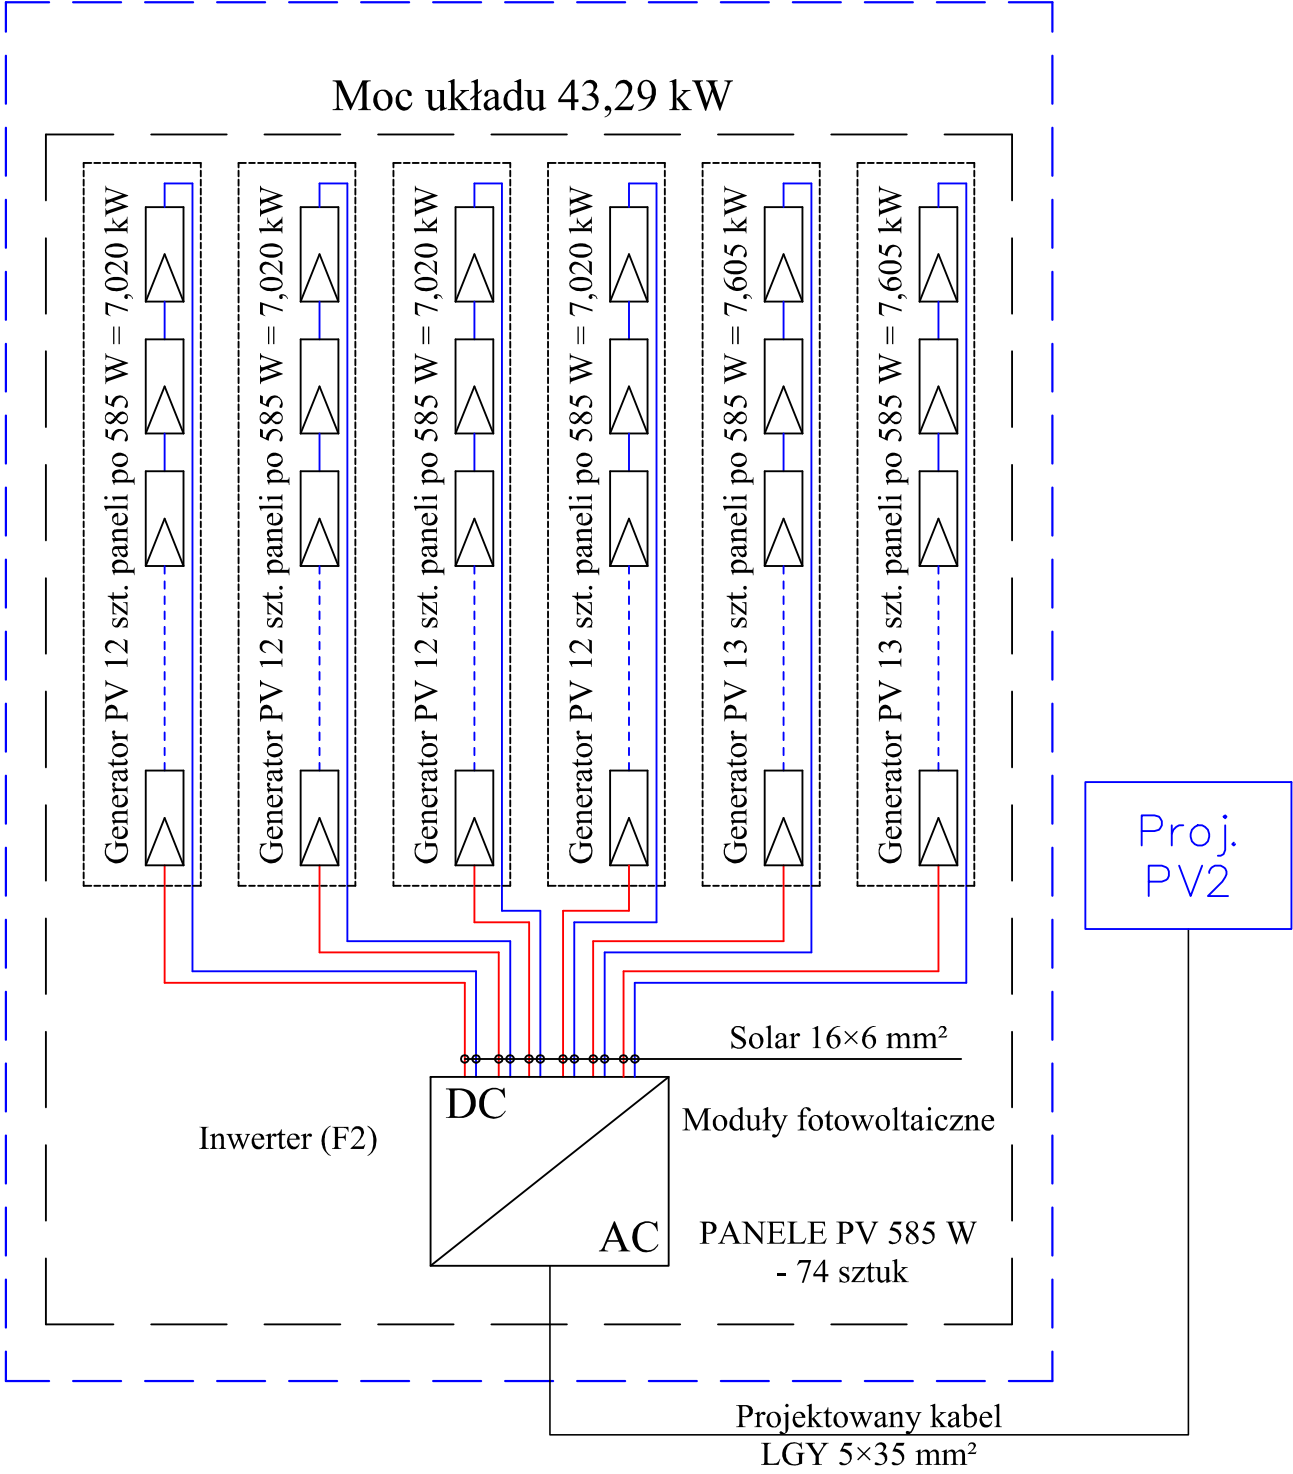 Moc układu 43,29 kW
Generator PV 12 szt. paneli po 585 W = 7,020 kW
Generator PV 12 szt. paneli po 585 W = 7,020 kW
Generator PV 12 szt. paneli po 585 W = 7,020 kW
Generator PV 12 szt. paneli po 585 W = 7,020 kW
Generator PV 13 szt. paneli po 585 W = 7,605 kW
Generator PV 13 szt. paneli po 585 W = 7,605 kW
Proj.
PV2
Solar 16×6 mm²
DC
Moduły fotowoltaiczne
Inwerter (F2)
AC
PANELE PV 585 W
- 74 sztuk
Projektowany kabel
LGY 5×35 mm²